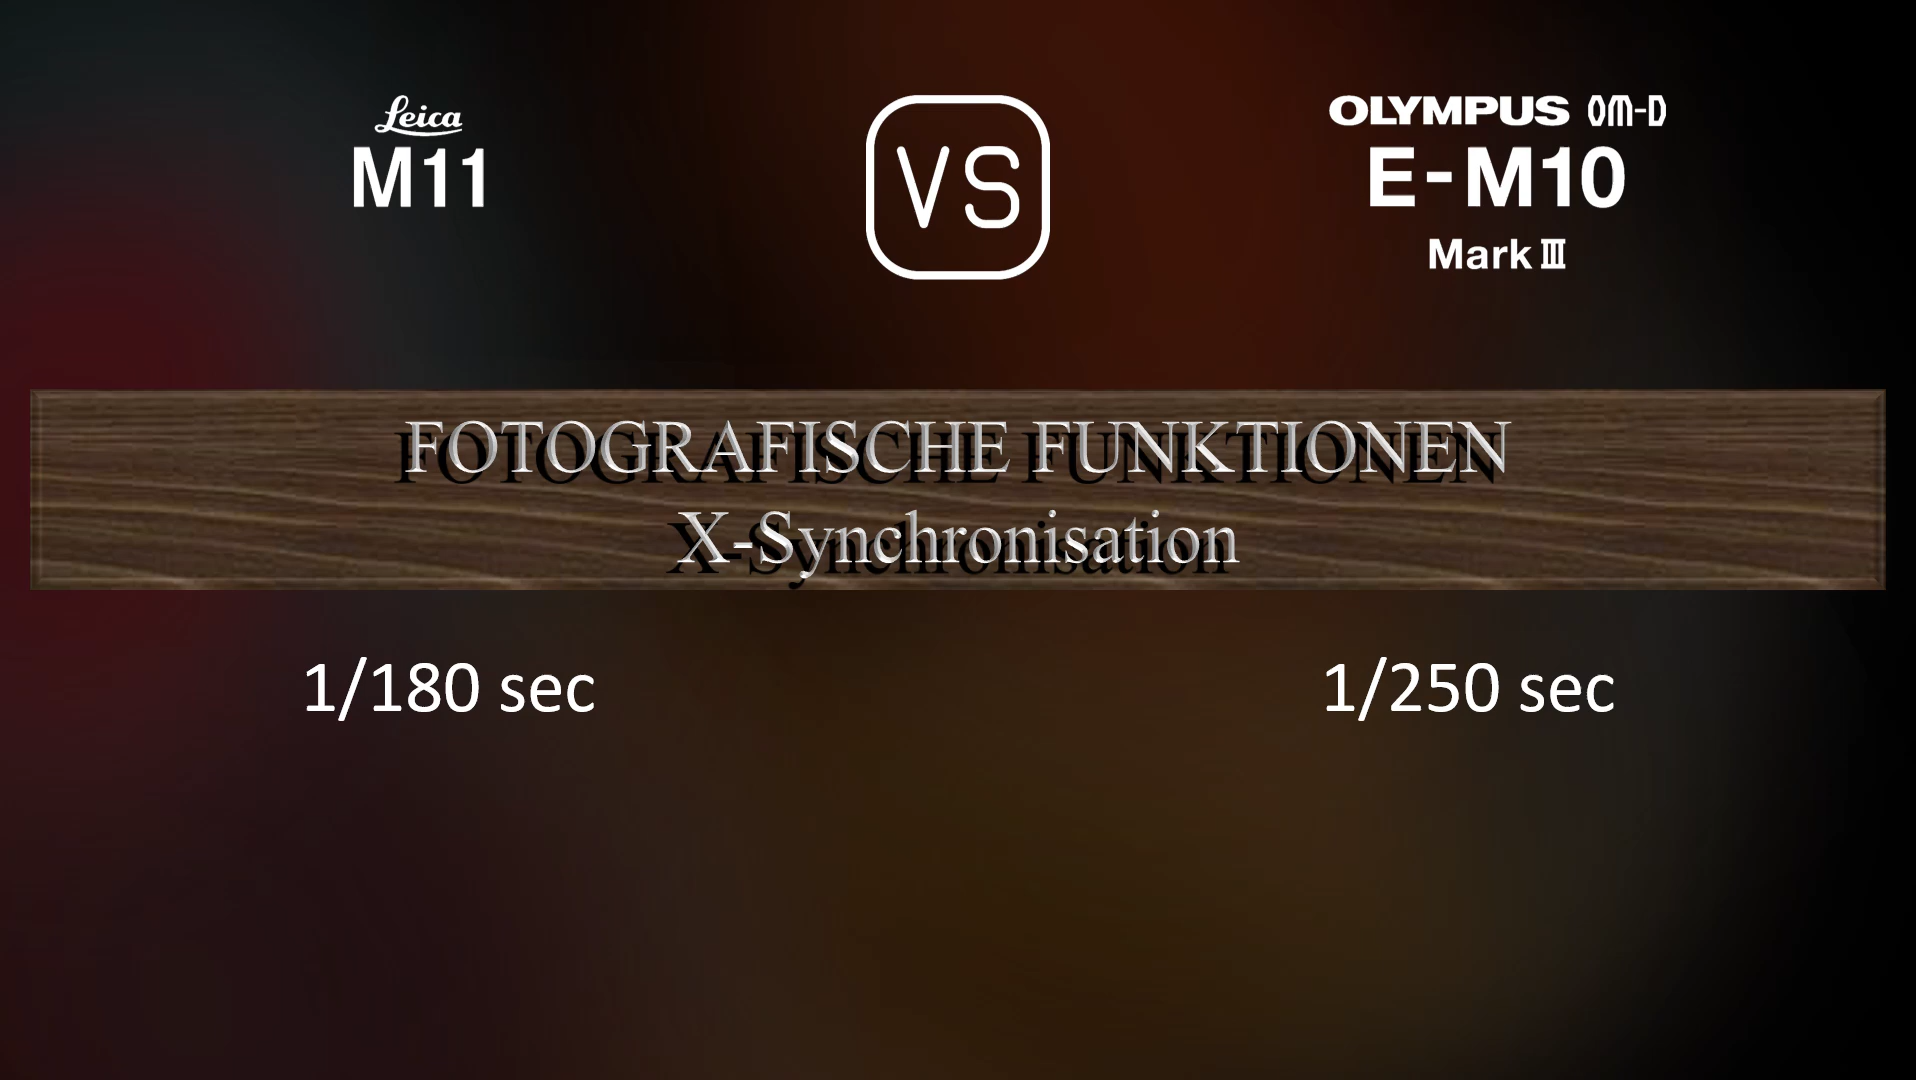 Leica
M11
VS
OLYMPUS OM-D
E-M10
Mark III
FOTOGRAFISCHE FUNKTIONEN
X-Synchronisation
1/180 sec
1/250 sec